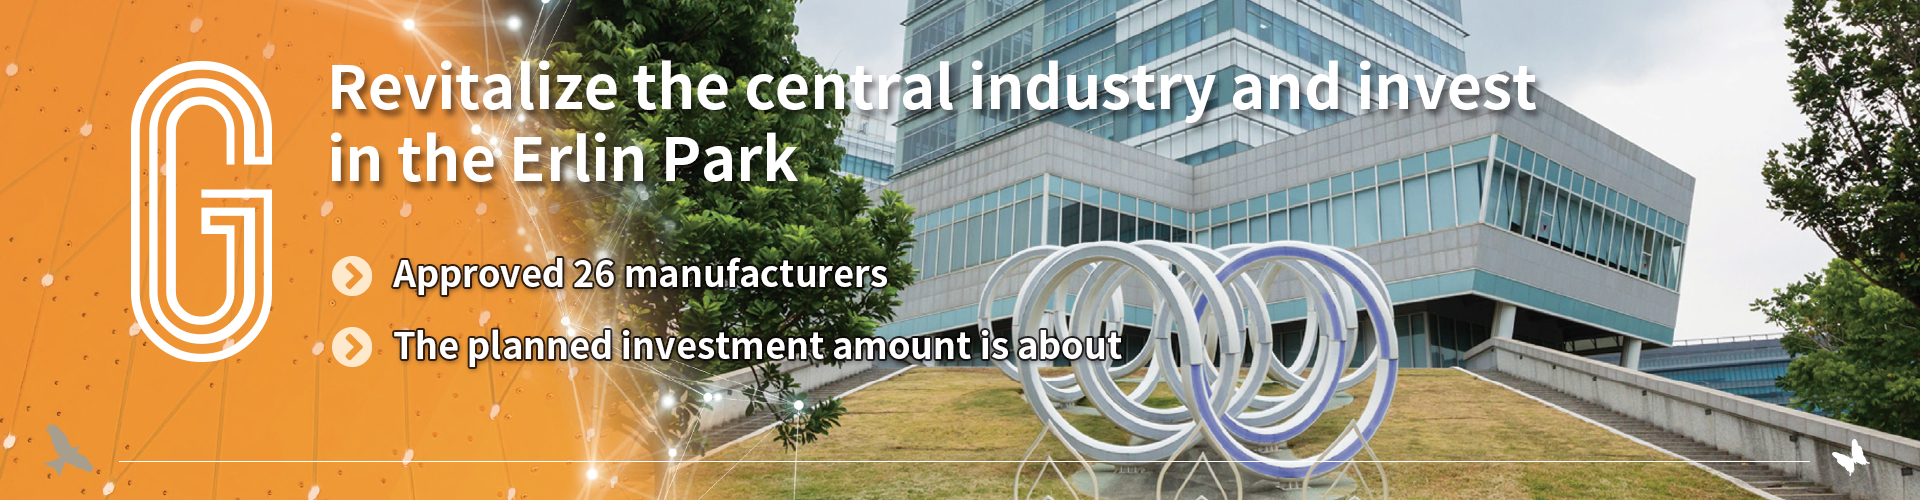 G
Revitalize the central industry and invest
in the Erlin Park
Approved 26 manufacturers
The planned investment amount is about